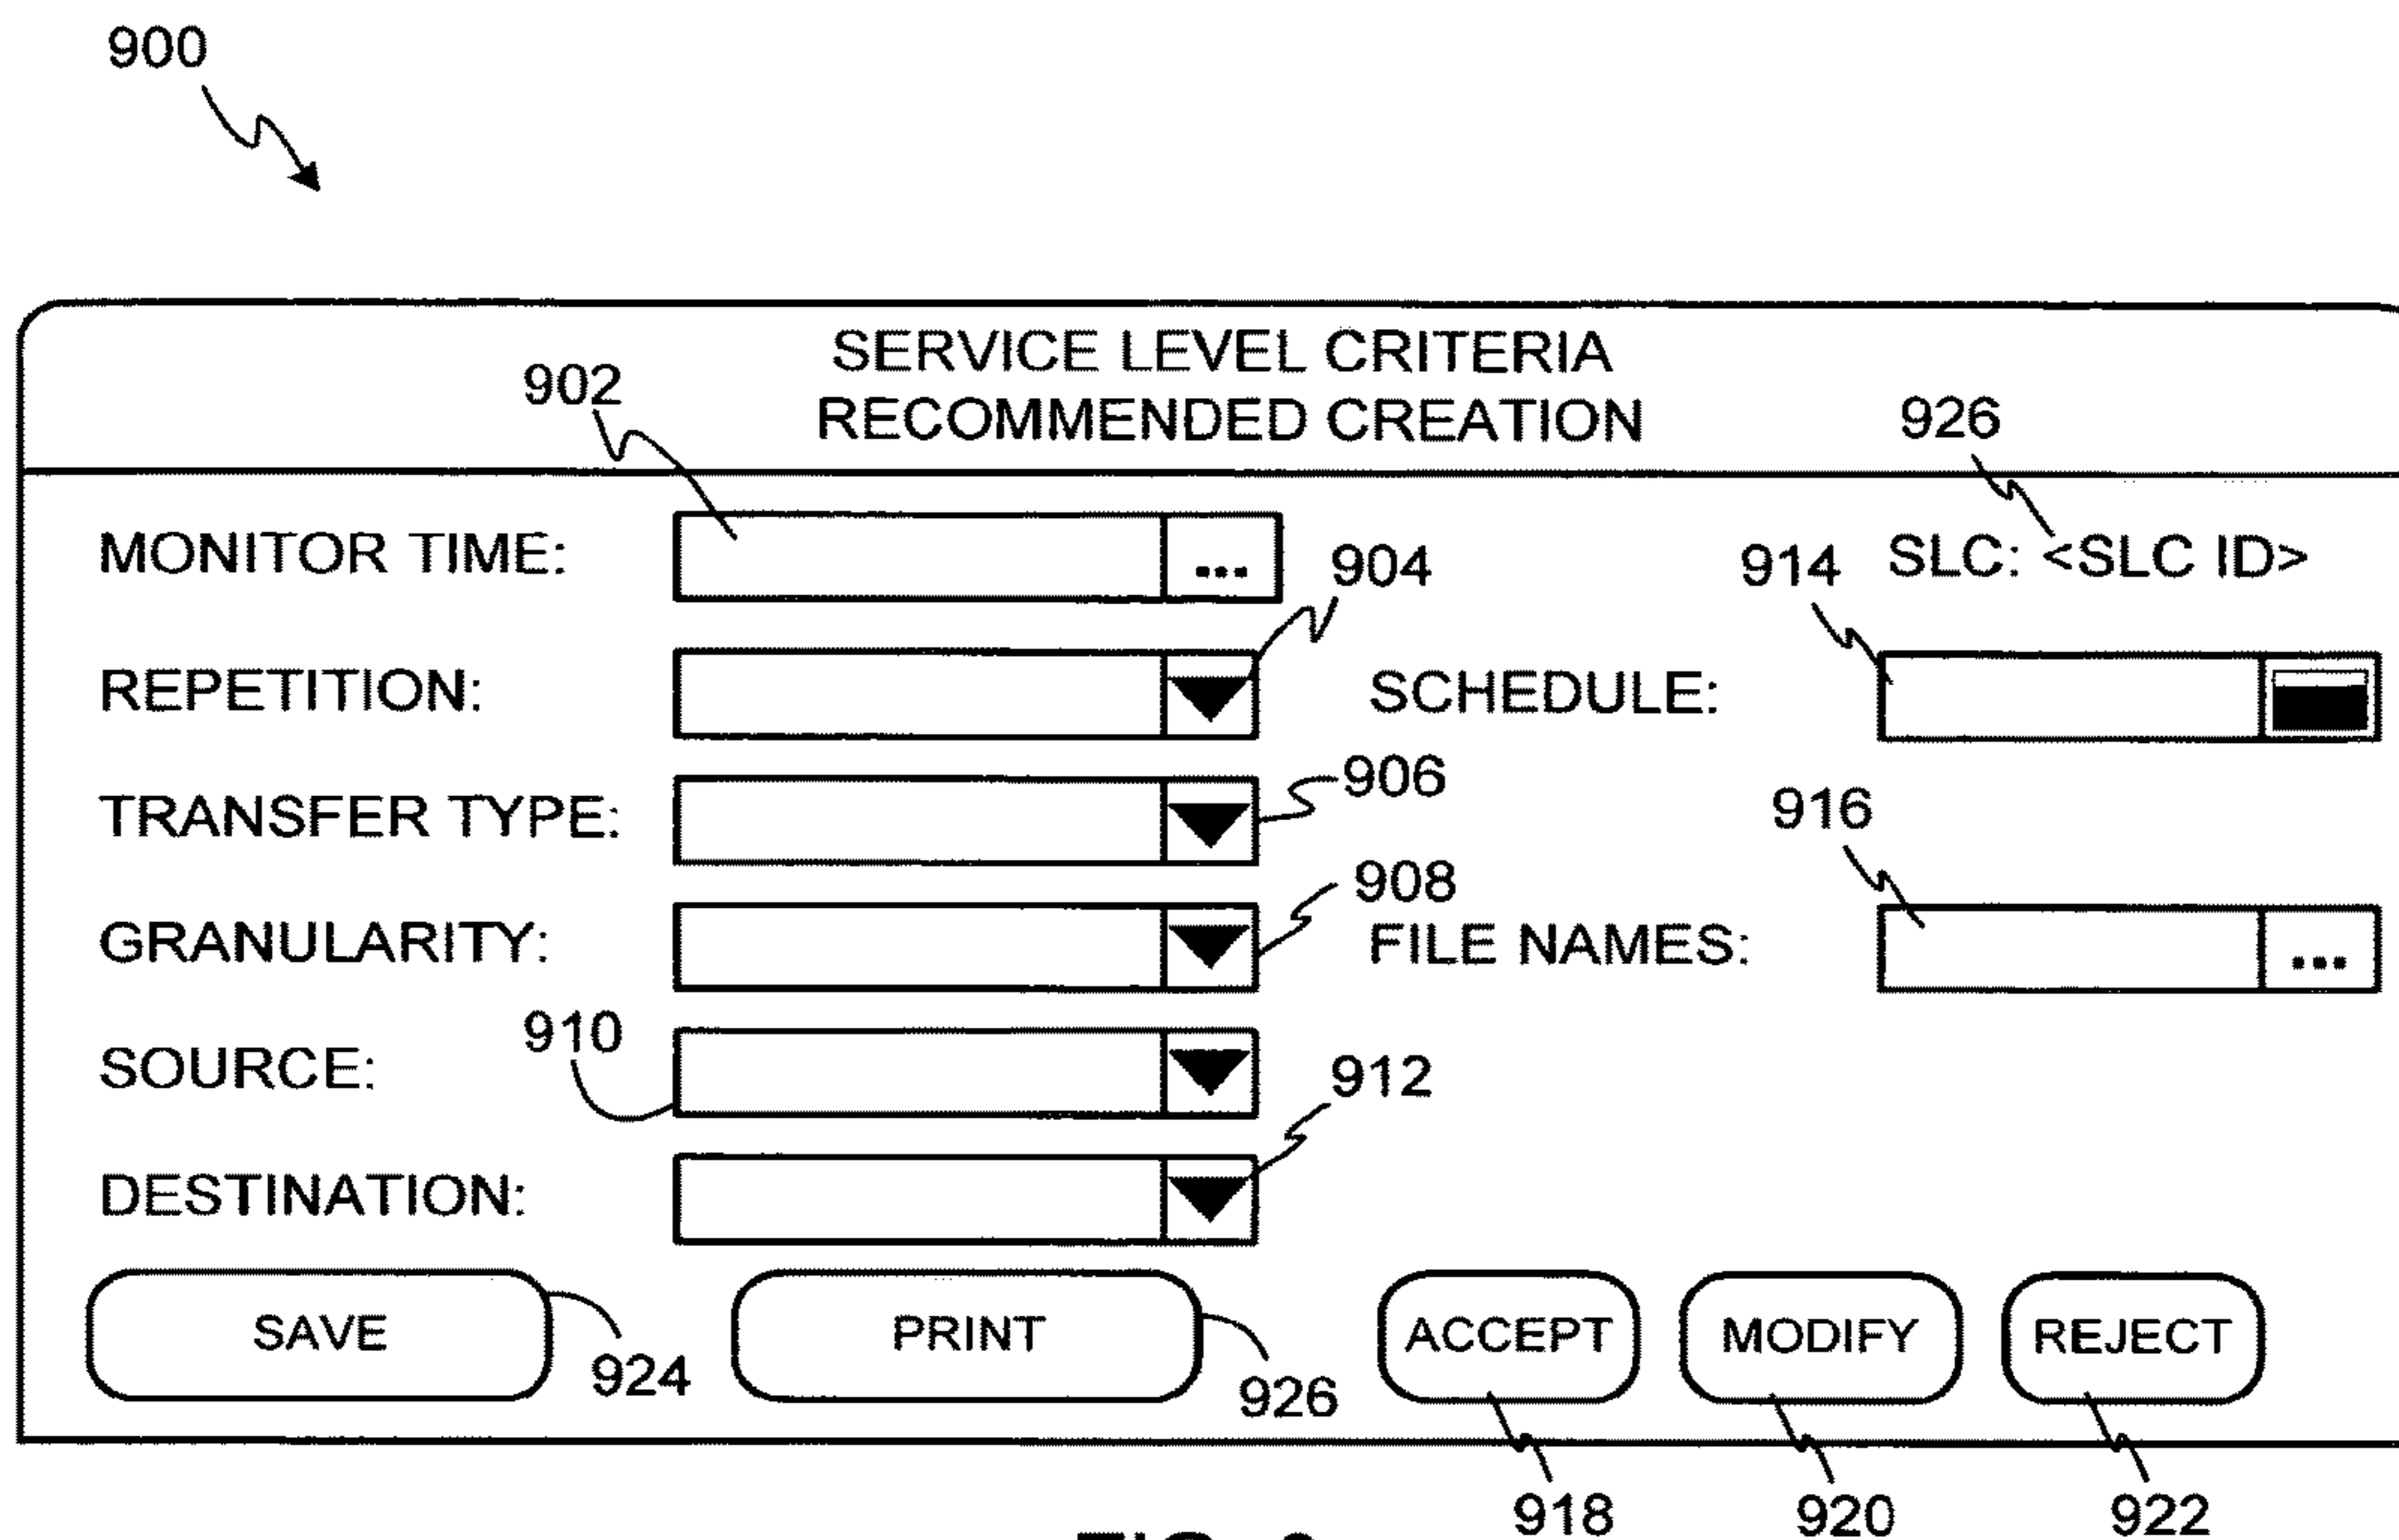 900
SERVICE LEVEL CRITERIA
RECOMMENDED CREATION
902
926
MONITOR TIME:
...
904
914
SLC: <SLC ID>
REPETITION:
SCHEDULE:
906
TRANSFER TYPE:
916
908
GRANULARITY:
FILE NAMES:
...
910
SOURCE:
912
DESTINATION:
SAVE
PRINT
ACCEPT
MODIFY
REJECT
924
926
918
920
922